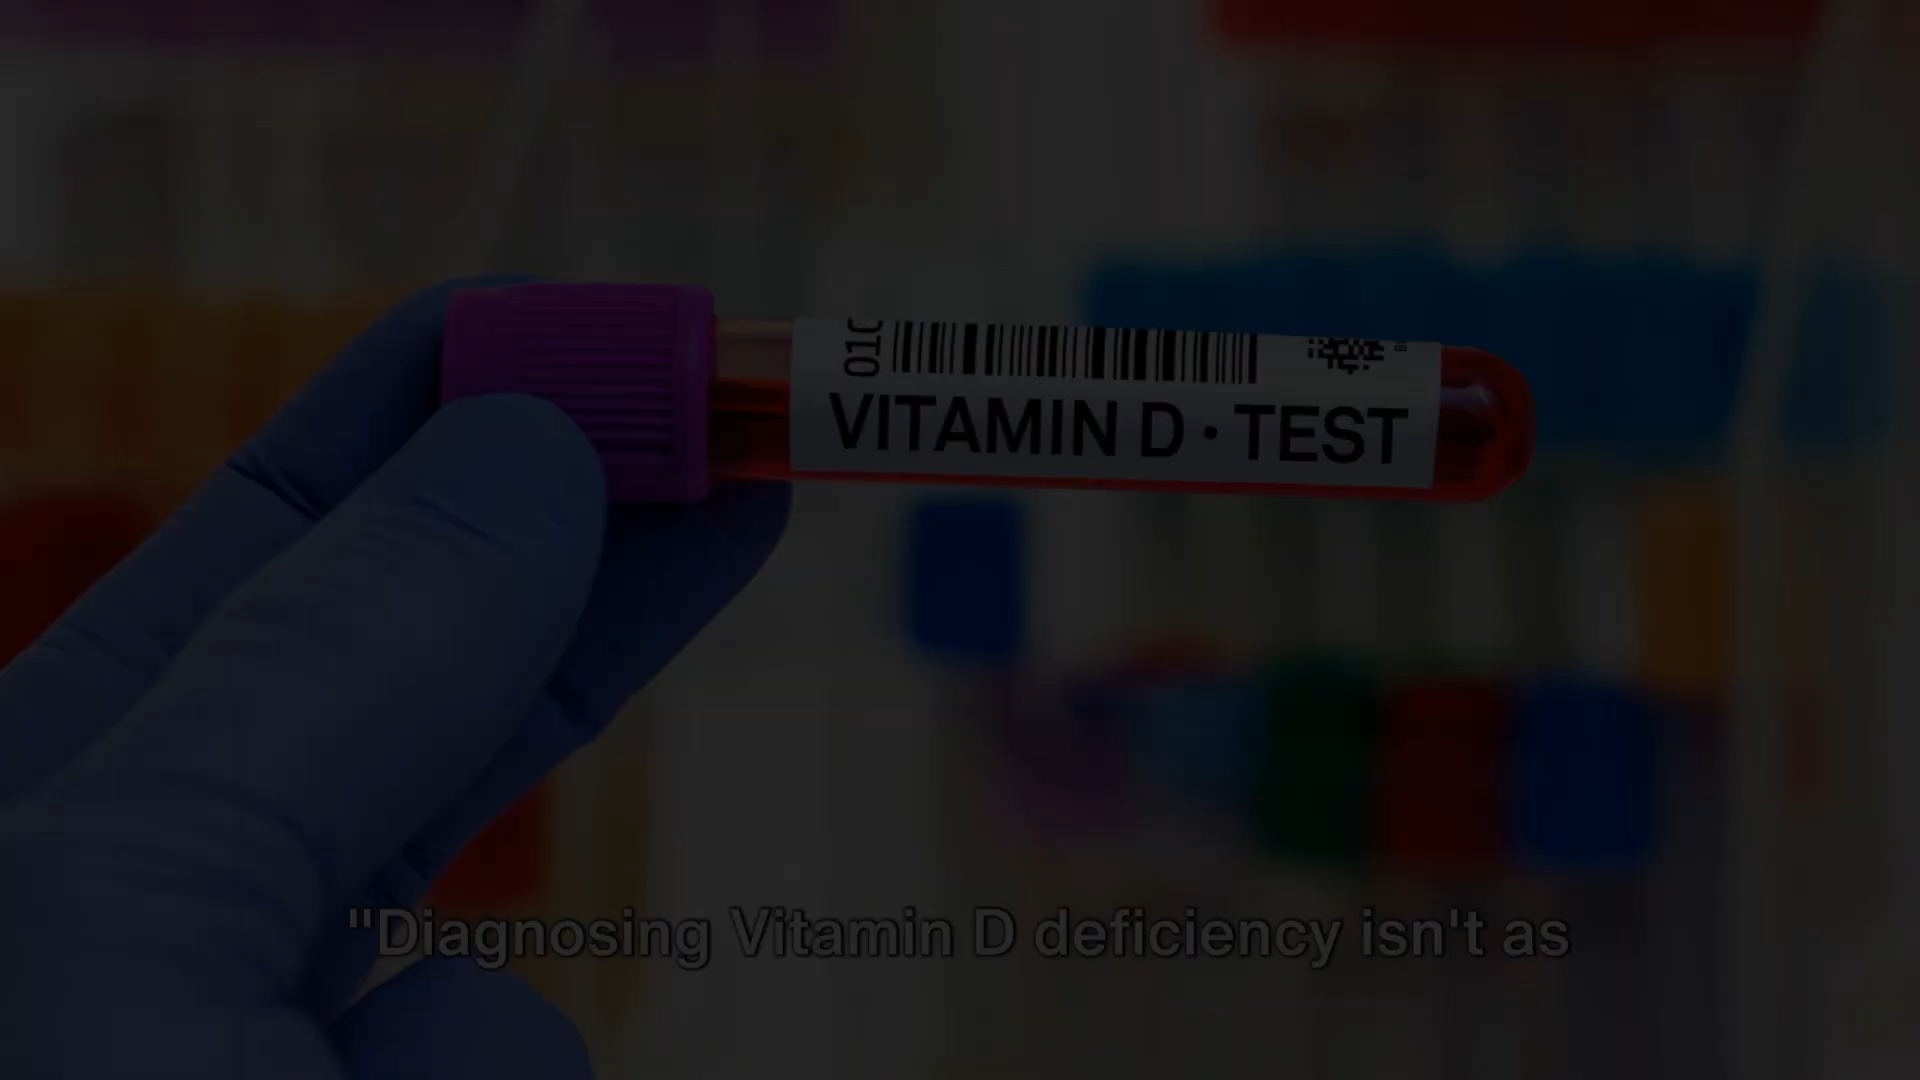 010
VITAMIN D · TEST
"Diagnosing Vitamin D deficiency isn't as